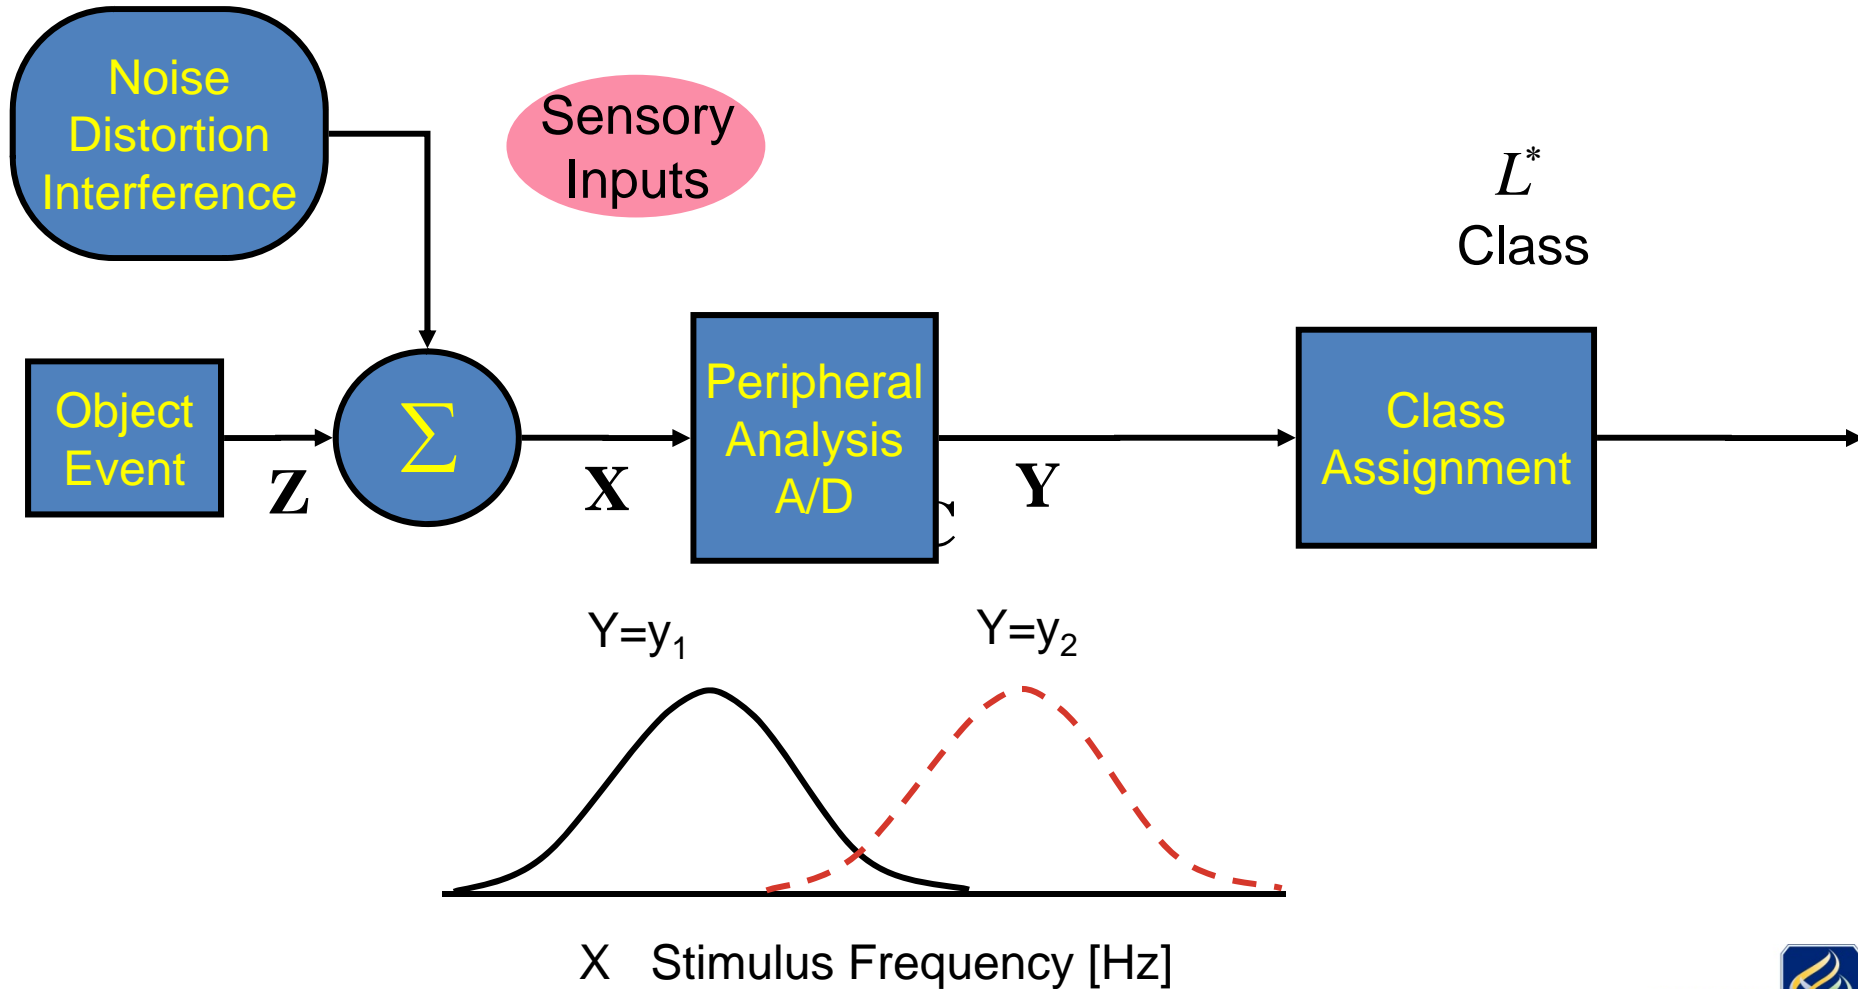 Noise
Distortion
Interference
Sensory
Inputs
L*
Class
Object
Event
Z
Σ
X
Peripheral
Analysis
A/D
Y
Class
Assignment
Y=y₁
Y=y₂
X Stimulus Frequency [Hz]